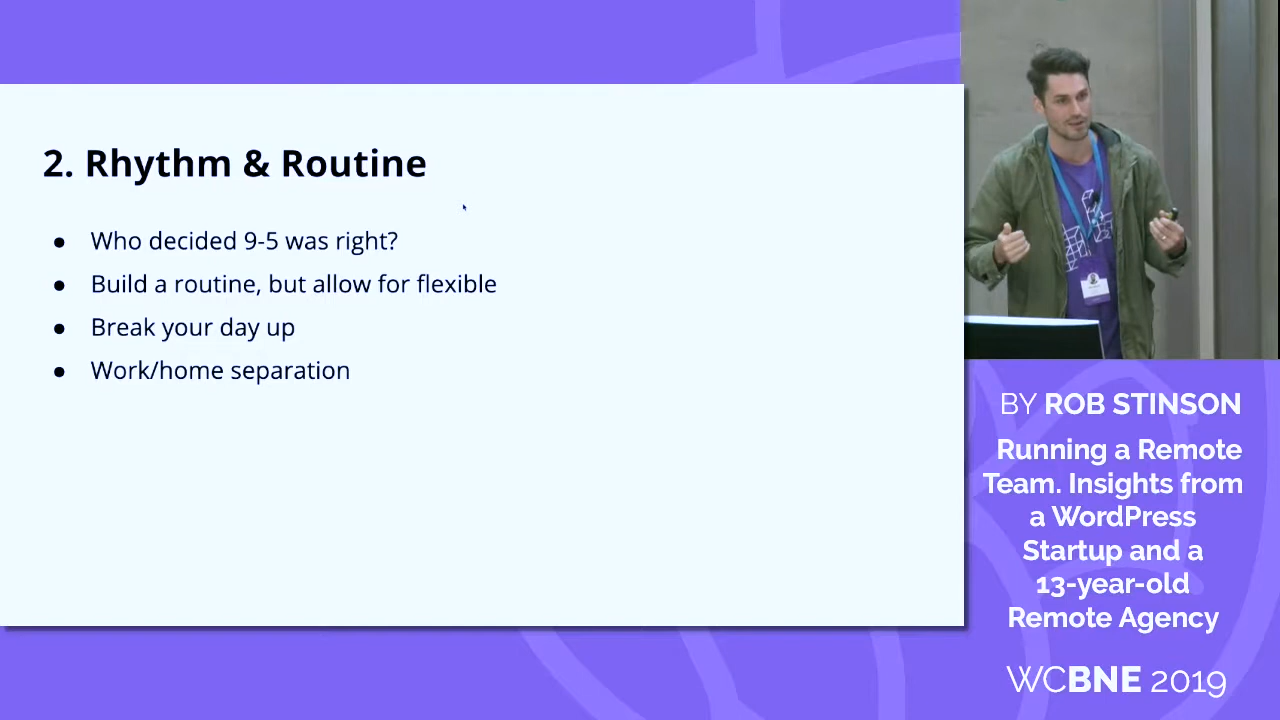 2. Rhythm & Routine
● Who decided 9-5 was right?
● Build a routine, but allow for flexible
● Break your day up
● Work/home separation
BY ROB STINSON
Running a Remote
Team. Insights from
a WordPress
Startup and a
13-year-old
Remote Agency
WCBNE 2019